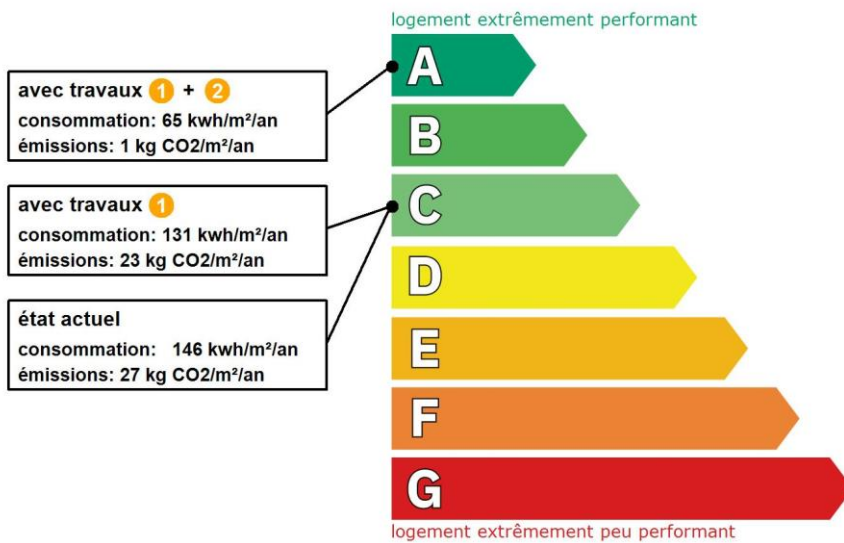 logement extrêmement performant
A
avec travaux 1 + 2
consommation: 65 kwh/m²/an
émissions: 1 kg CO2/m²/an
B
avec travaux 1
consommation: 131 kwh/m²/an
émissions: 23 kg CO2/m²/an
C
D
état actuel
consommation: 146 kwh/m²/an
émissions: 27 kg CO2/m²/an
E
F
G
logement extrêmement peu performant